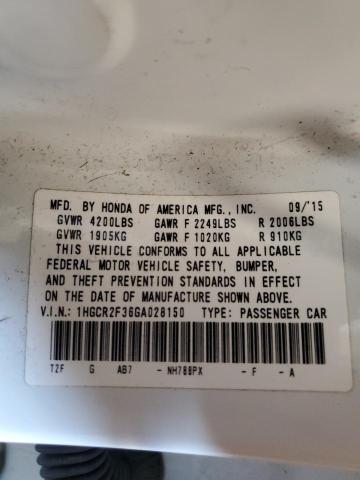 MFD. BY HONDA OF AMERICA MFG., INC. 09/'15
GVWR 4200LBS GAWR F 2249LBS R 2006LBS
GVWR 1905KG GAWR F 1020KG R 910KG
THIS VEHICLE CONFORMS TO ALL APPLICABLE
FEDERAL MOTOR VEHICLE SAFETY, BUMPER,
AND THEFT PREVENTION STANDARDS IN EFFECT
ON THE DATE OF MANUFACTURE SHOWN ABOVE.
V.I.N.: 1HGCR2F36GA028150 TYPE: PASSENGER CAR
T2F G AB7 - NH788PX - F - A